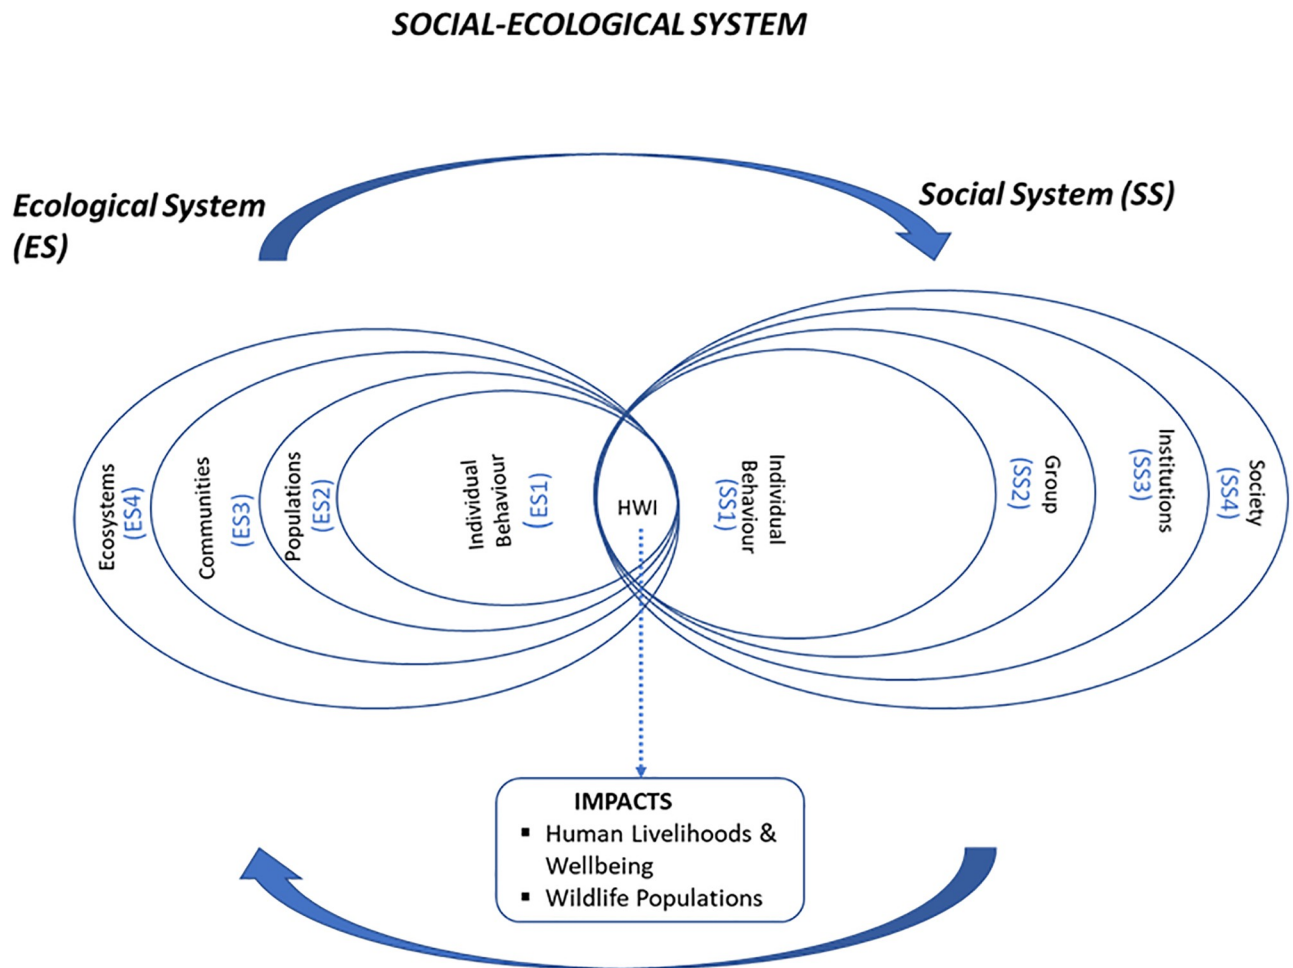 SOCIAL-ECOLOGICAL SYSTEM
Ecological System
(ES)
Social System (SS)
Ecosystems
(ES4)
Communities
(ES3)
Populations
(ES2)
Individual
Behaviour
(ES1)
HWI
Individual
Behaviour
(SS1)
Group
(SS2)
Institutions
(SS3)
Society
(SS4)
IMPACTS
▪ Human Livelihoods &
Wellbeing
▪ Wildlife Populations